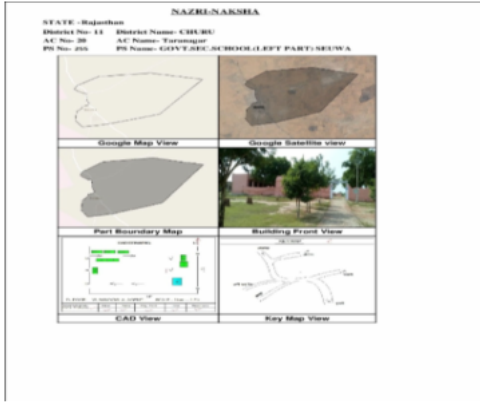 NAZRI-NAKSHA
STATE -Rajasthan
District No- 11 District Name- CHURU
AC No- 20 AC Name- Taranagar
PS No- 255 PS Name- GOVT.SEC.SCHOOL(LEFT PART) SEUWA
Google Map View Google Satellite view
Part Boundary Map Building Front View
CAD View Key Map View